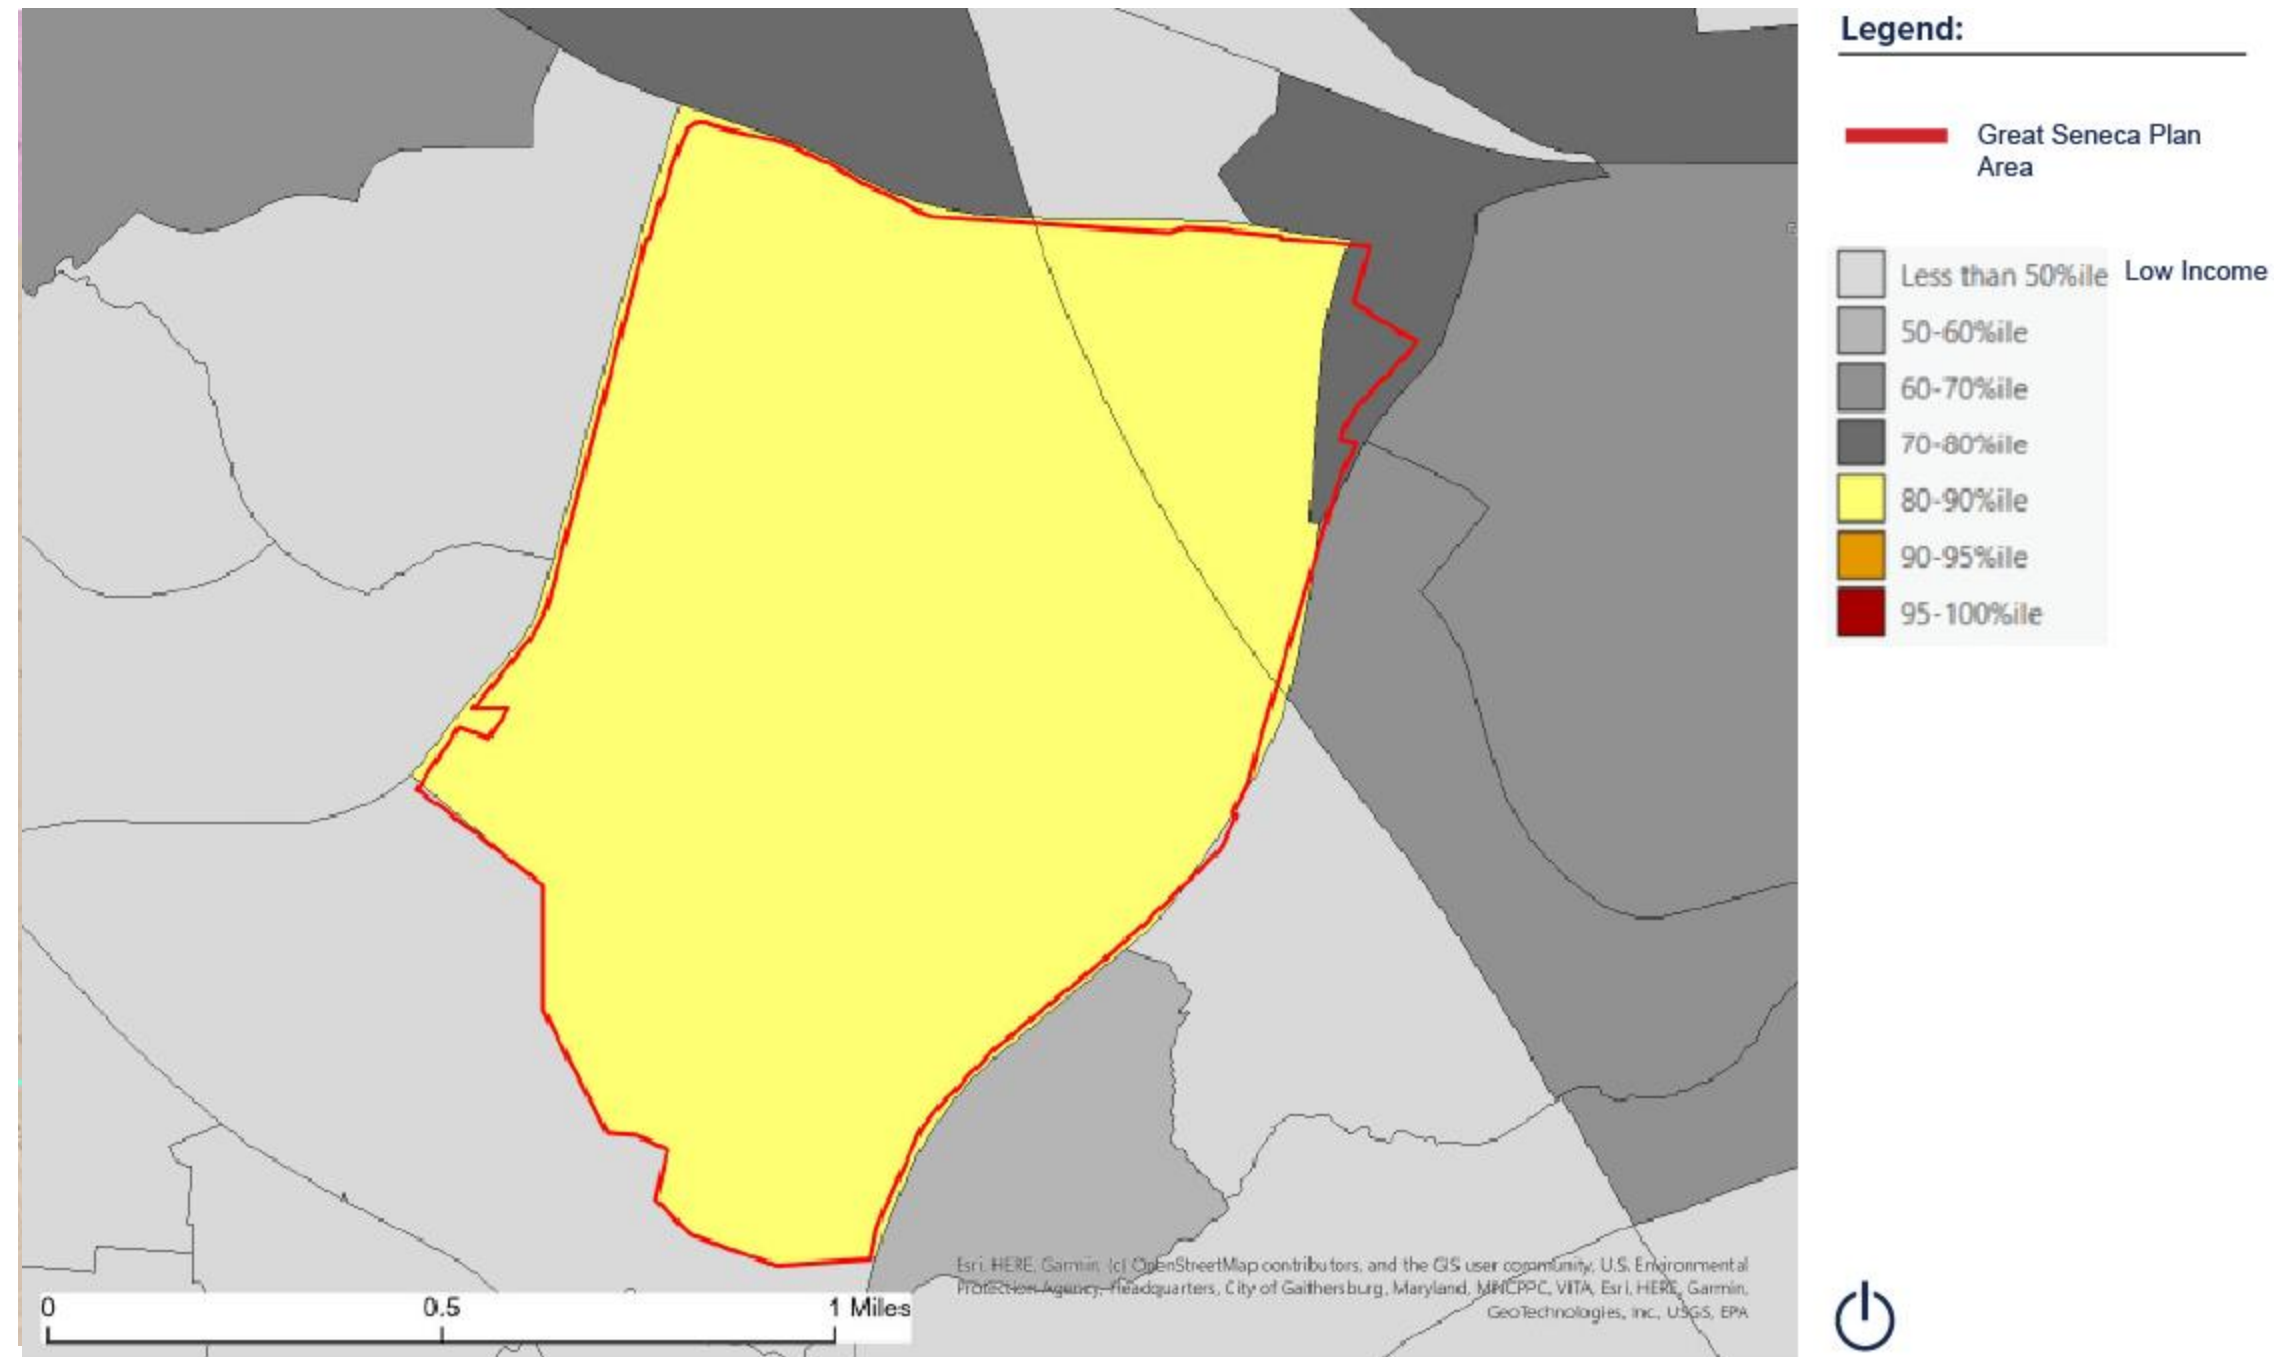 Legend:
Great Seneca Plan
Area
Less than 50%ile Low Income
50-60%ile
60-70%ile
70-80%ile
80-90%ile
90-95%ile
95-100%ile
Esri, HERE, Garmin, (c) OpenStreetMap contributors, and the GIS user community, U.S. Environmental
Protection Agency, Headquarters, City of Gaithersburg, Maryland, MNCPPC, VITA, Esri, HERE, Garmin,
GeoTechnologies, Inc., USGS, EPA
0 0.5 1 Miles